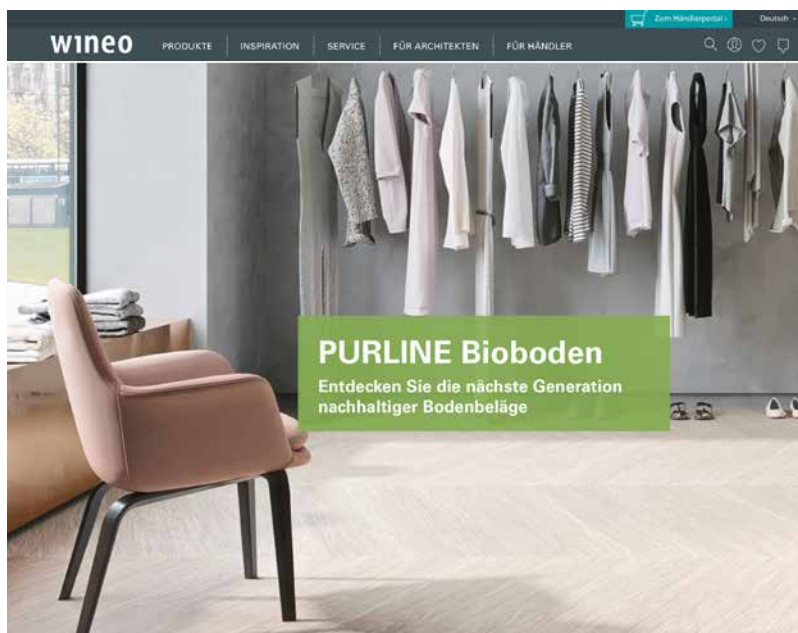 Zum Händlerportal ›
Deutsch
wineo
PRODUKTE
INSPIRATION
SERVICE
FÜR ARCHITEKTEN
FÜR HÄNDLER
PURLINE Bioboden
Entdecken Sie die nächste Generation
nachhaltiger Bodenbeläge